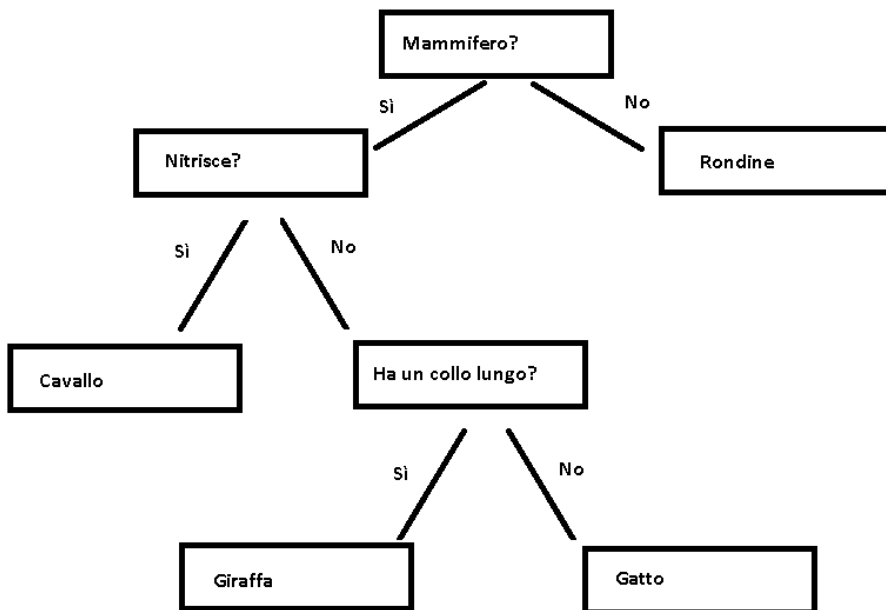 Mammifero?
Sì
No
Nitrisce?
Rondine
Sì
No
Cavallo
Ha un collo lungo?
Sì
No
Giraffa
Gatto